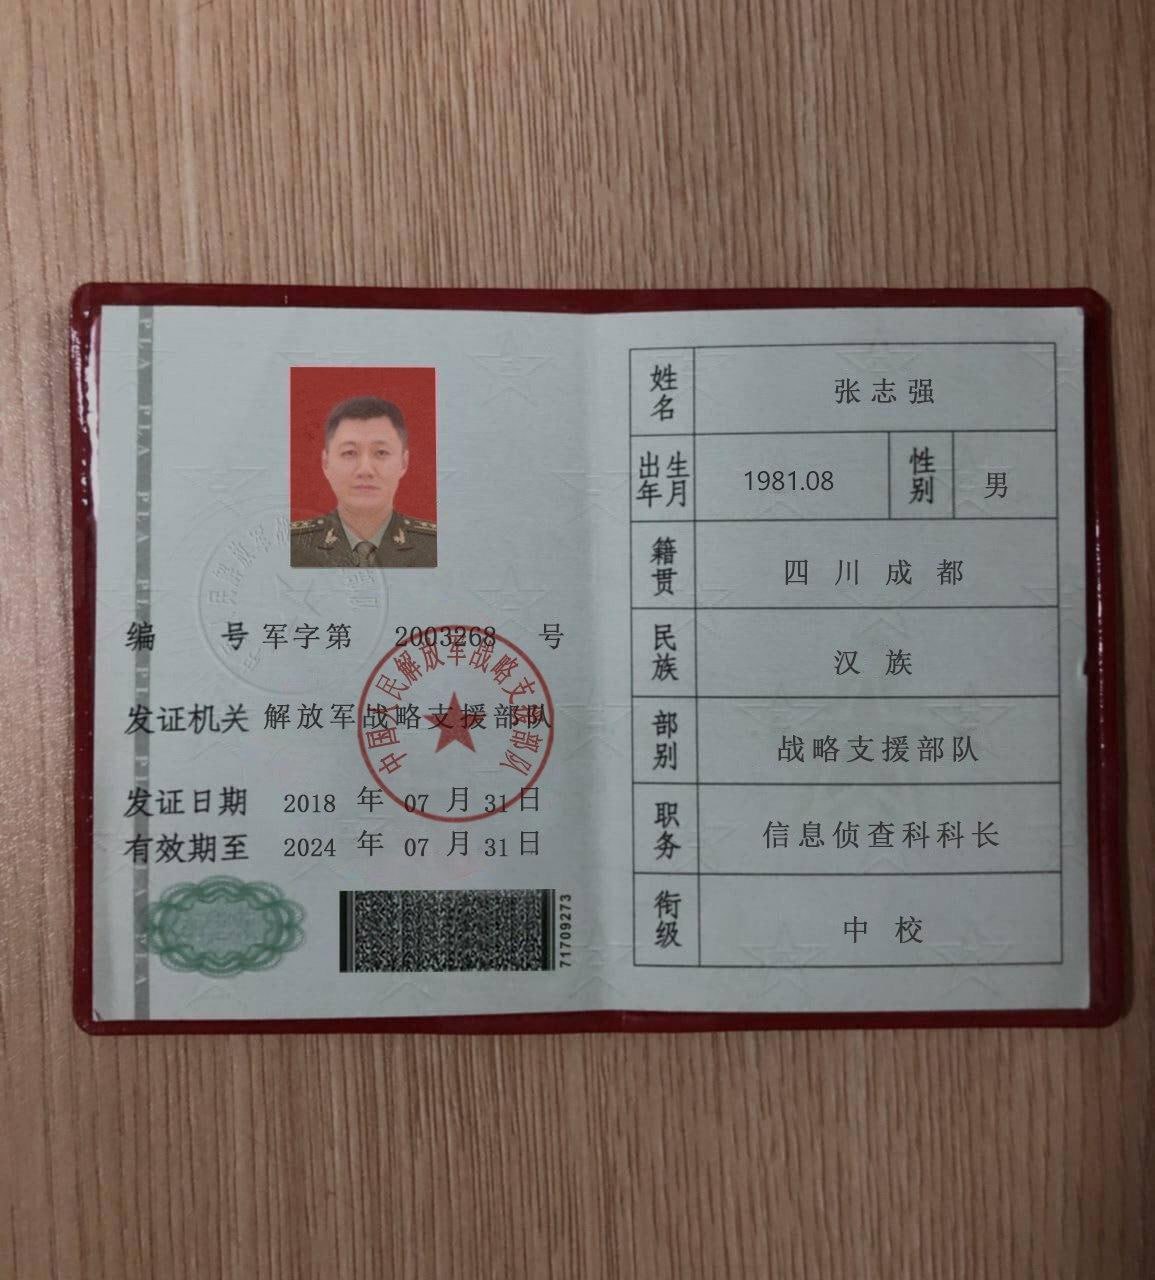 PLA PLA PLA PLA PLA PLA PLA PLA
编 号 军字第 2003268 号
发证机关 解放军战略支援部队
中国人民解放军战略支援部队
发证日期 2018 年 07 月 31 日
有效期至 2024 年 07 月 31 日
71709273
姓名 张志强
出生年月 1981.08 性别 男
籍贯 四川成都
民族 汉族
部别 战略支援部队
职务 信息侦查科科长
衔级 中校